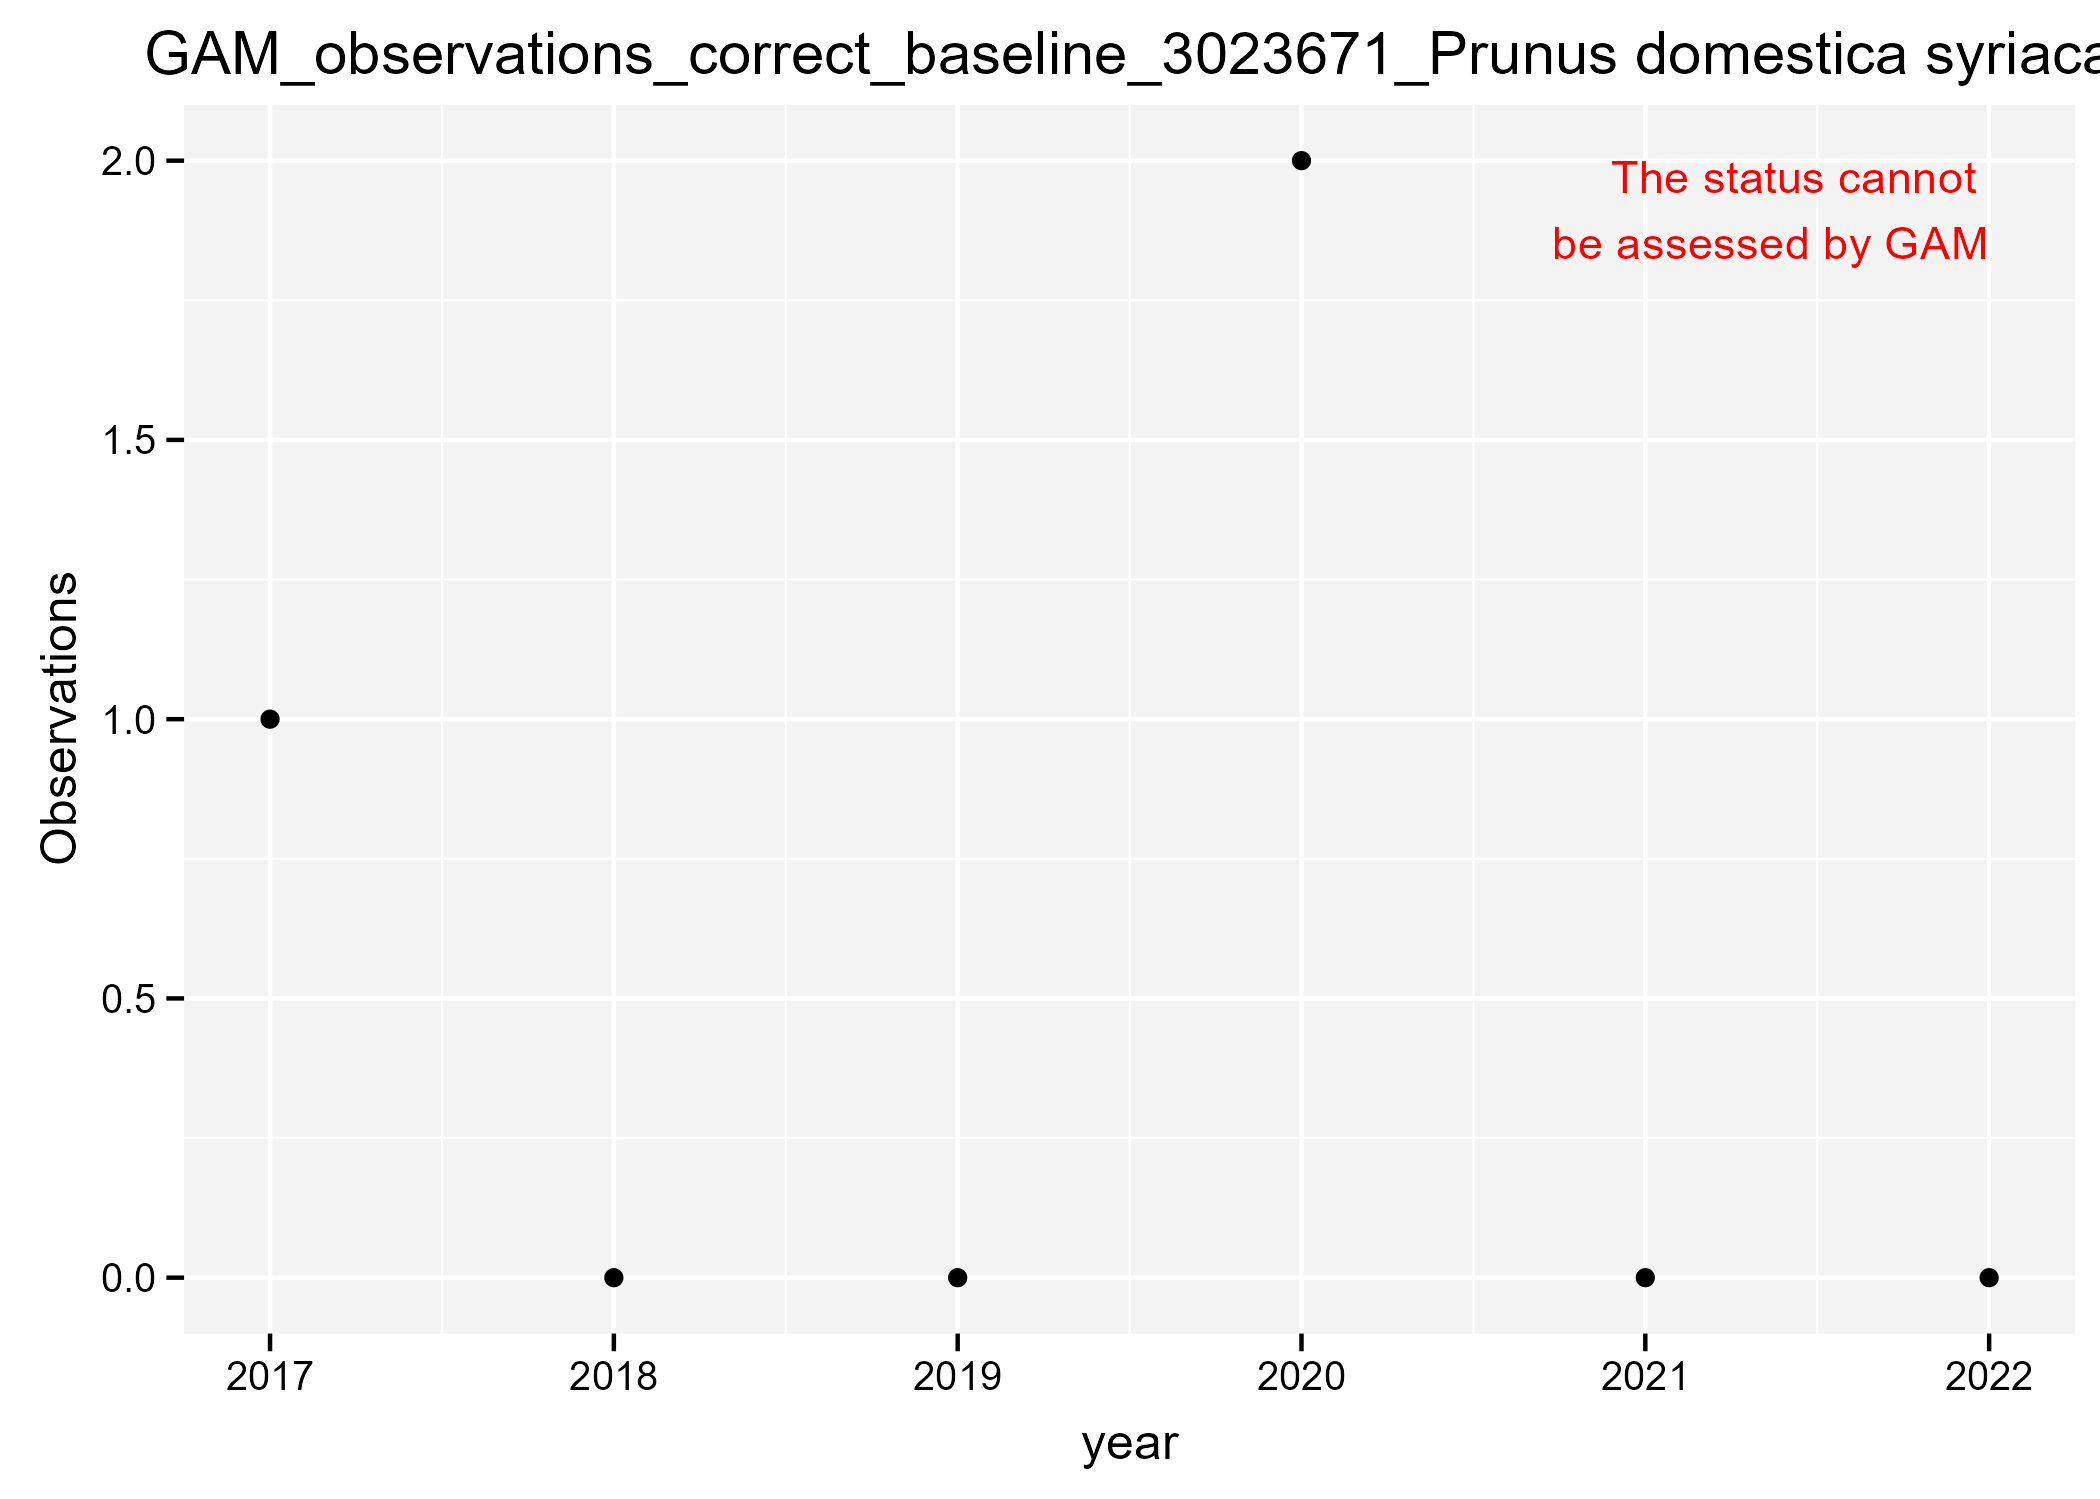 GAM_observations_correct_baseline_3023671_Prunus domestica syriaca
2.0
The status cannot
be assessed by GAM
1.5
1.0
0.5
0.0
Observations
2017 2018 2019 2020 2021 2022
year